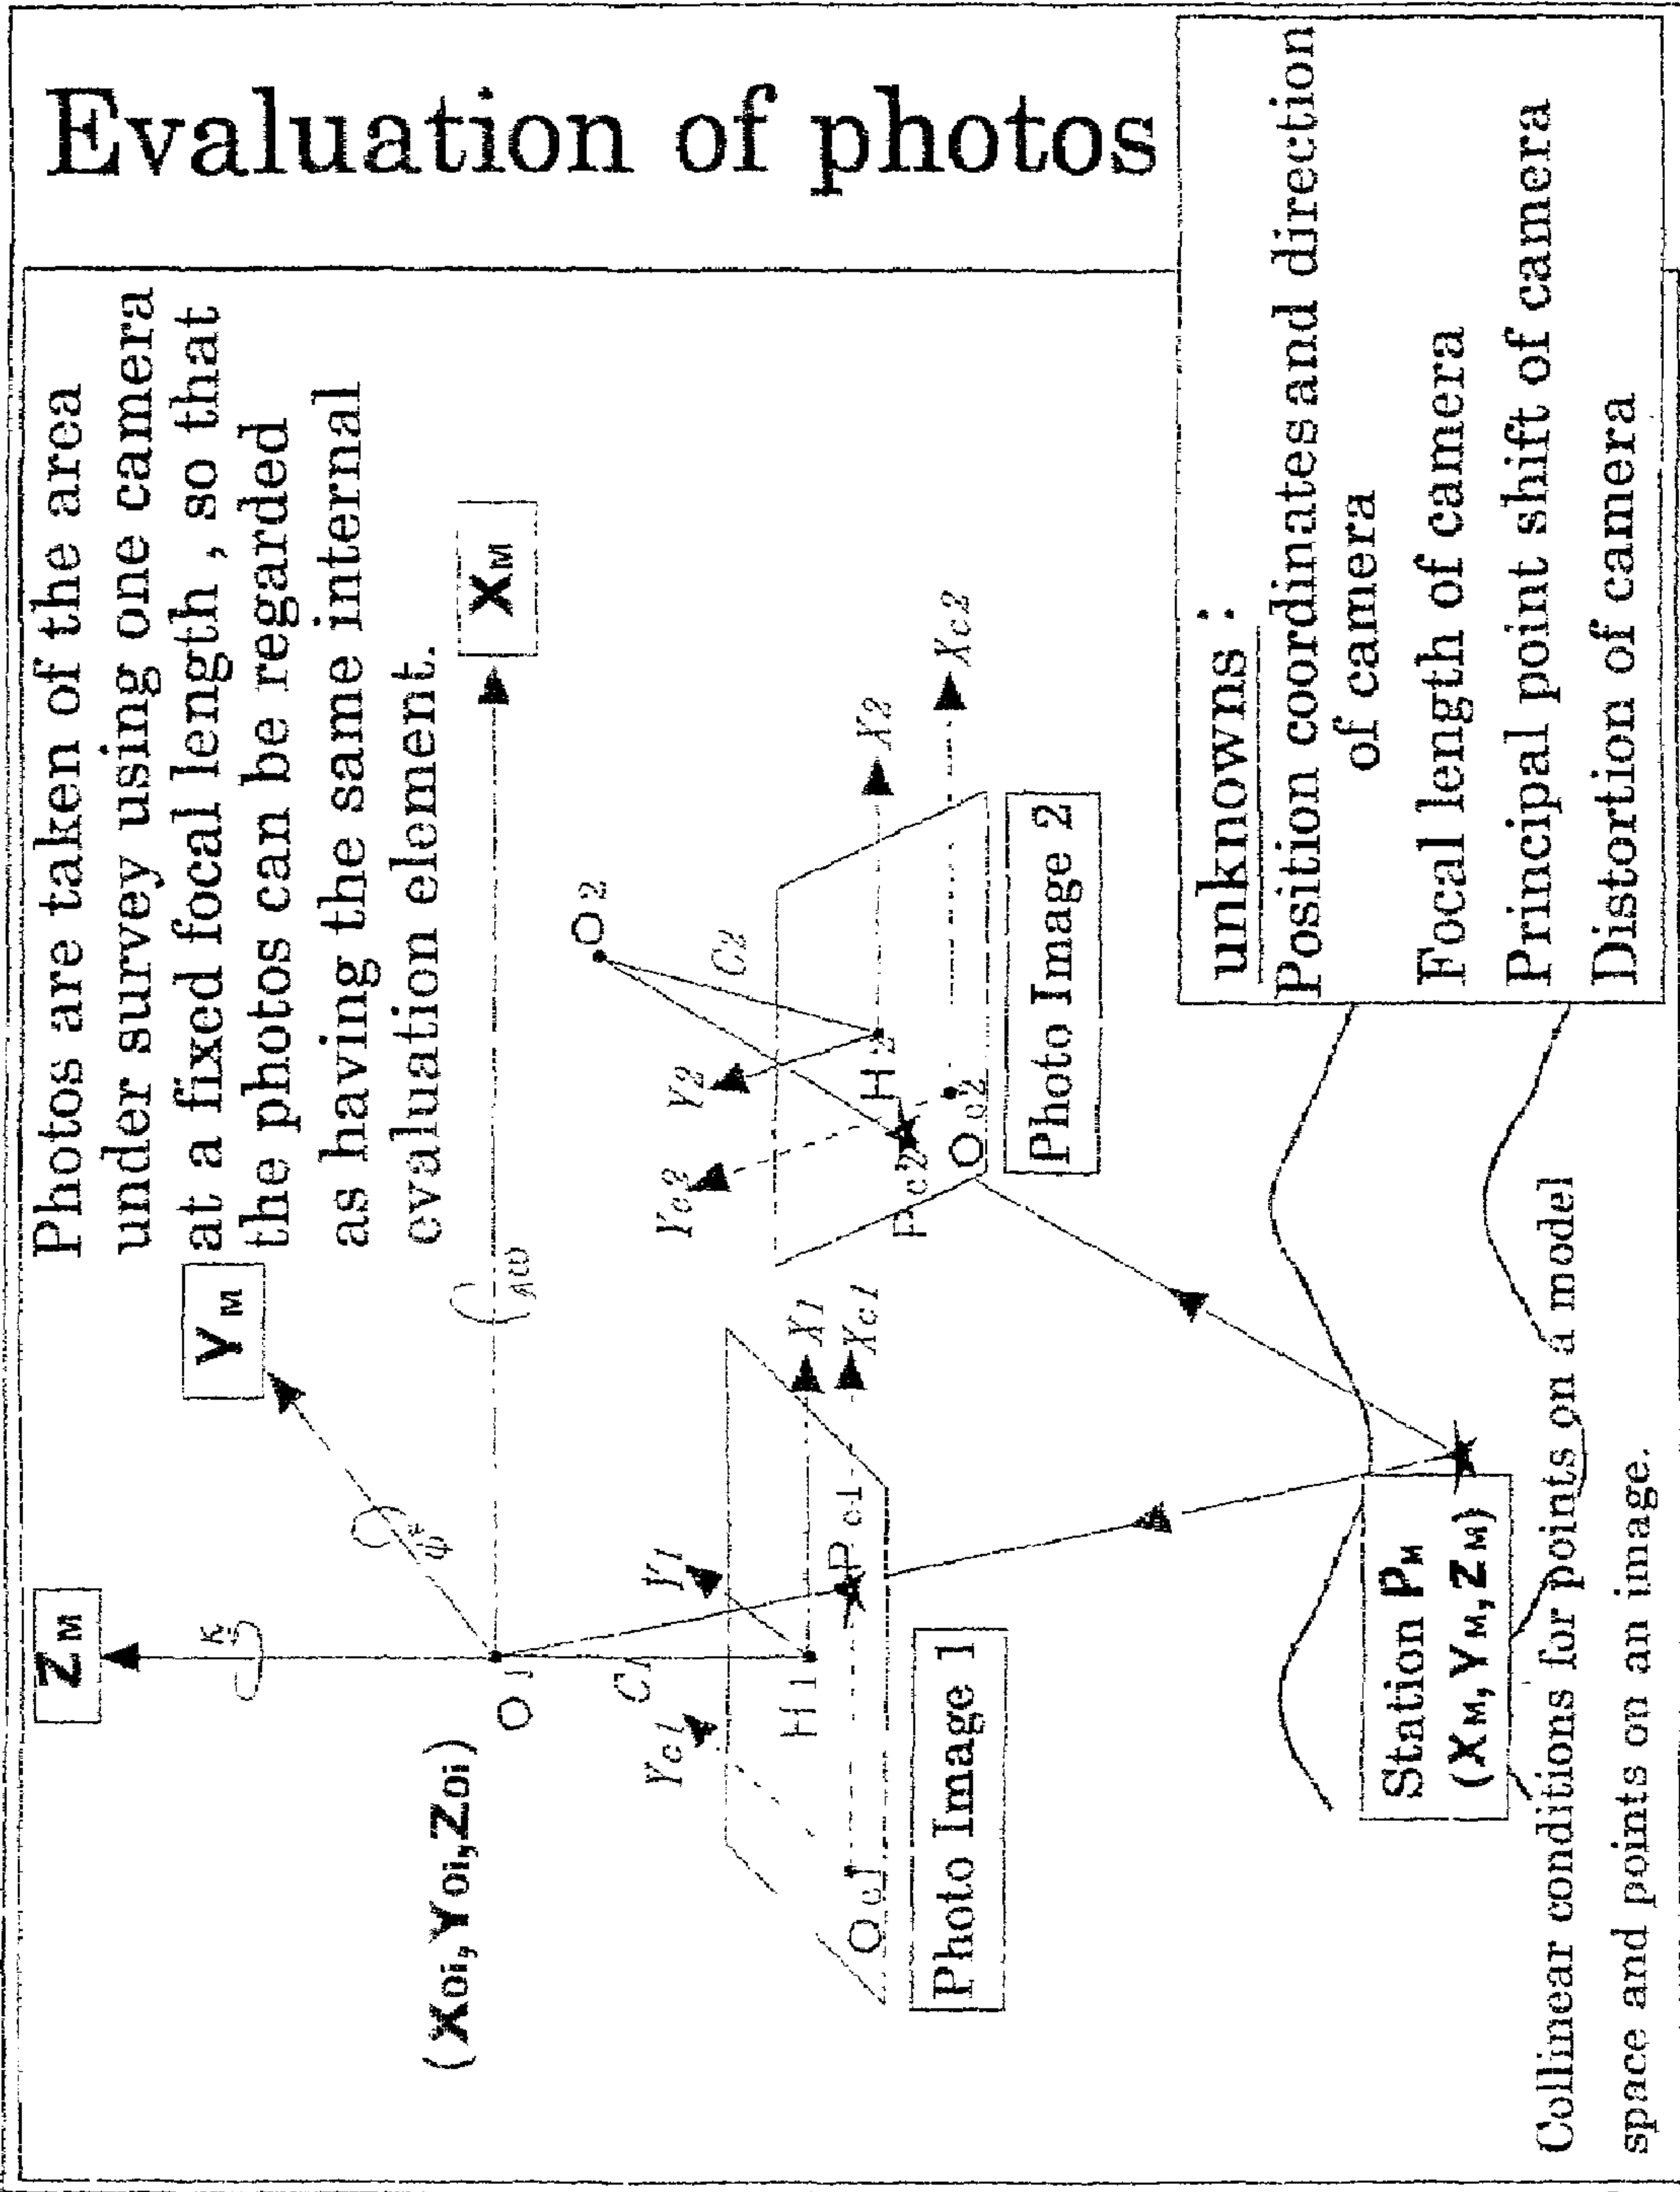 Evaluation of photos
Photos are taken of the area
under survey using one camera
at a fixed focal length, so that
the photos can be regarded
as having the same internal
evaluation element.
ZM
κ
YM
ψ
XM
ω
(Xoi,Yoi,Zoi)
O1
O2
C1
C2
Yc1
Y1
H1
X1
Xc1
Pc1
Oc1
Photo Image 1
Yc2
Y2
H2
X2
Xc2
Pc2
Oc2
Photo Image 2
Station PM
(XM,YM,ZM)
unknowns:
Position coordinates and direction
of camera
Focal length of camera
Principal point shift of camera
Distortion of camera
Collinear conditions for points on a model
space and points on an image.